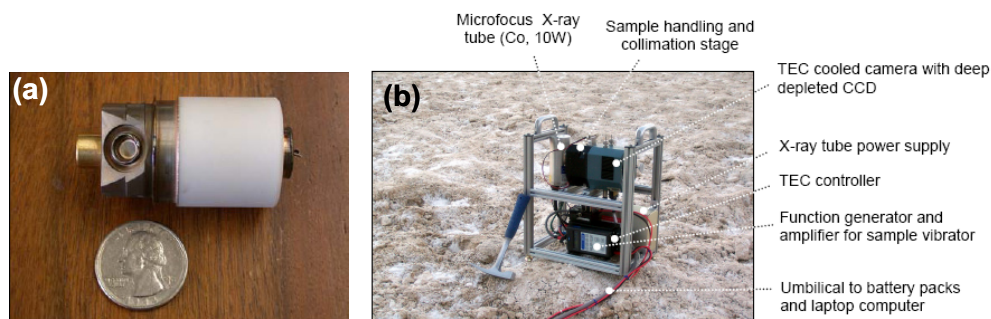 Microfocus X-ray
tube (Co, 10W)
Sample handling and
collimation stage
(a)
(b)
TEC cooled camera with deep
depleted CCD
X-ray tube power supply
TEC controller
Function generator and
amplifier for sample vibrator
Umbilical to battery packs
and laptop computer